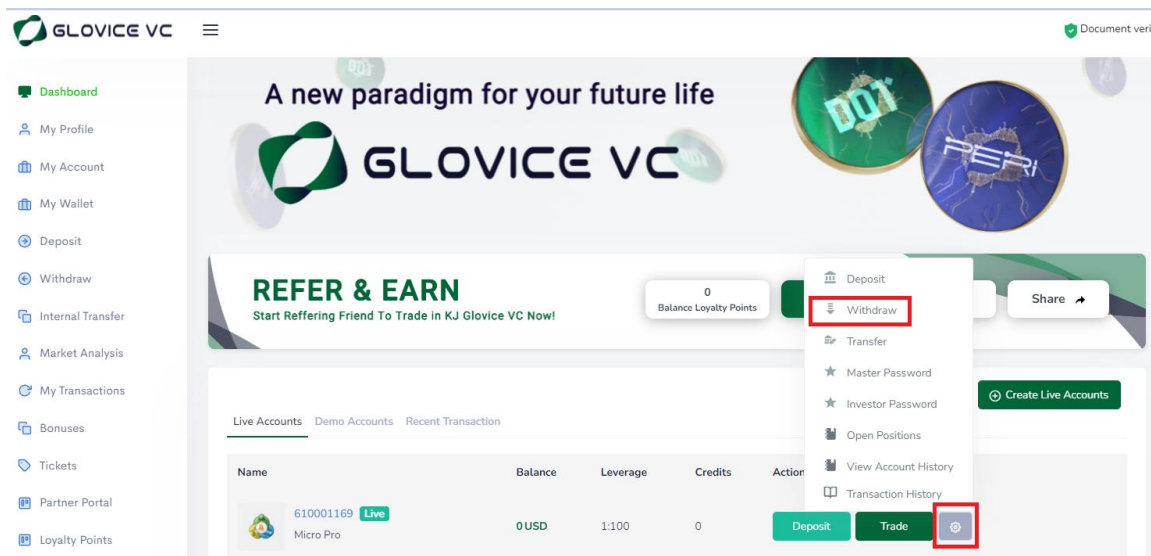 GLOVICE VC
Document veri
Dashboard
My Profile
My Account
My Wallet
Deposit
Withdraw
Internal Transfer
Market Analysis
My Transactions
Bonuses
Tickets
Partner Portal
Loyalty Points
A new paradigm for your future life
GLOVICE VC
DOT
DOT
PERI
REFER & EARN
Start Reffering Friend To Trade in KJ Glovice VC Now!
0
Balance Loyalty Points
Share
Deposit
Withdraw
Transfer
Master Password
Investor Password
Open Positions
View Account History
Transaction History
Create Live Accounts
Live Accounts Demo Accounts Recent Transaction
Name Balance Leverage Credits Action
610001169 Live
Micro Pro
0 USD 1:100 0 Deposit Trade